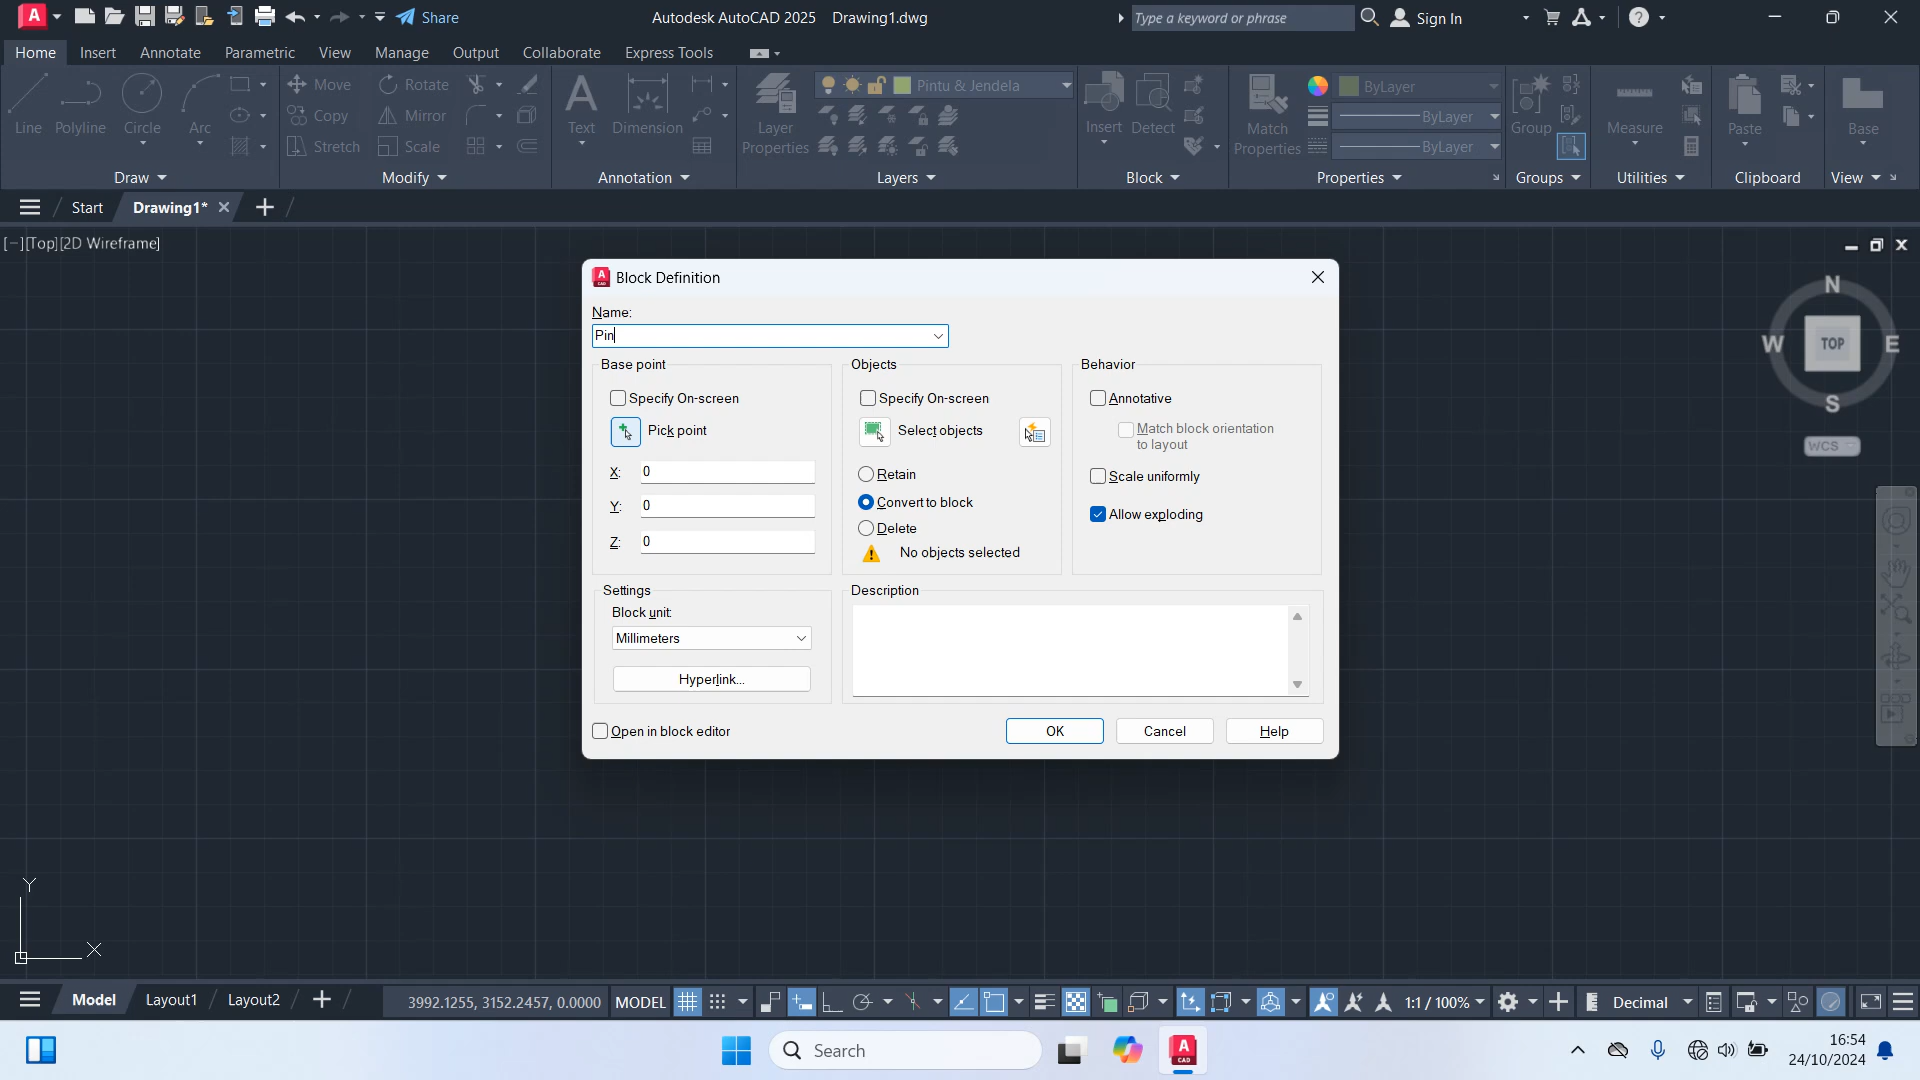 Share
Autodesk AutoCAD 2025 Drawing1.dwg
Type a keyword or phrase
Sign In
Home Insert Annotate Parametric View Manage Output Collaborate Express Tools
Line Polyline Circle Arc
Move Rotate
Copy Mirror
Stretch Scale
Text Dimension
Layer Properties
Pintu & Jendela
Insert Detect
Match Properties
ByLayer
ByLayer
ByLayer
Group
Measure
Paste
Base
Draw Modify Annotation Layers Block Properties Groups Utilities Clipboard View
Start Drawing1*
[−][Top][2D Wireframe]
N
W TOP E
S
WCS
Block Definition
Name:
Pin
Base point
Specify On-screen
Pick point
X: 0
Y: 0
Z: 0
Objects
Specify On-screen
Select objects
Retain
Convert to block
Delete
No objects selected
Behavior
Annotative
Match block orientation
to layout
Scale uniformly
Allow exploding
Settings
Block unit:
Millimeters
Hyperlink...
Description
Open in block editor
OK Cancel Help
Y
X
Model Layout1 Layout2
3992.1255, 3152.2457, 0.0000 MODEL
1:1 / 100%
Decimal
Search
16:54
24/10/2024